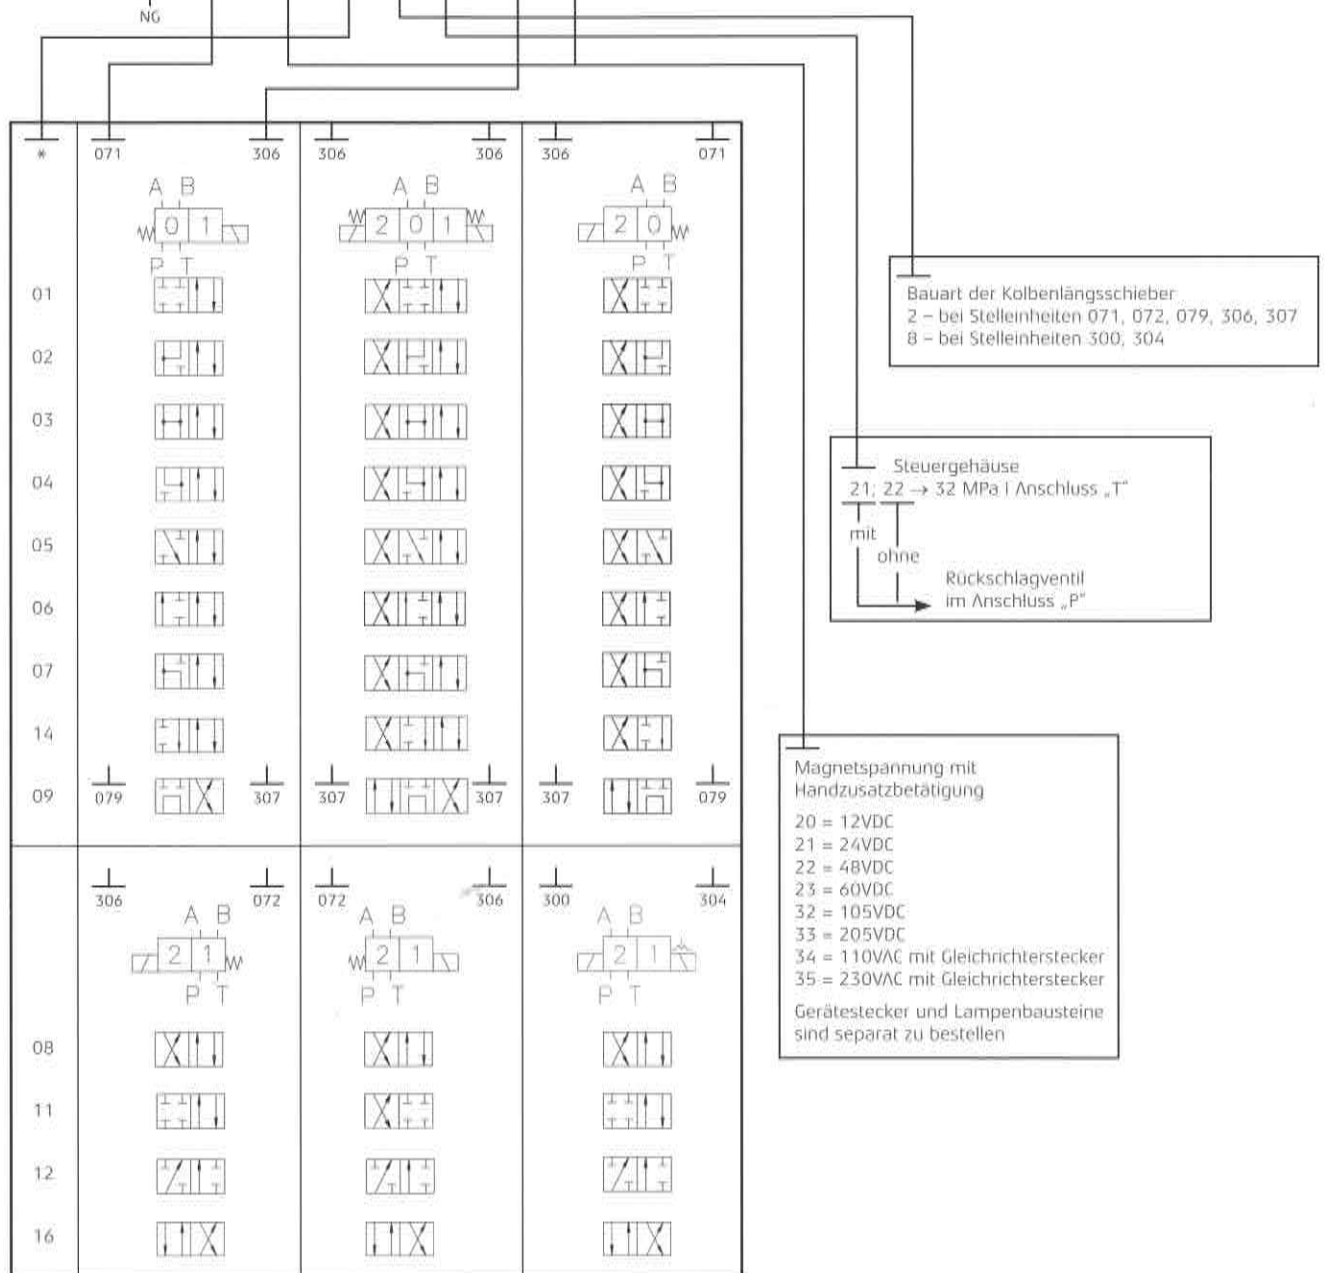 NG
* 071 306 306 306 306 071
A B A B A B
0 1 2 0 1 2 0
P T P T P T
01
02
03
04
05
06
07
14
09 079 307 307 307 307 079
306 072 072 306 300 304
A B A B A B
2 1 2 1 2 1
P T P T P T
08
11
12
16
Bauart der Kolbenlängsschieber
2 – bei Stelleinheiten 071, 072, 079, 306, 307
8 – bei Stelleinheiten 300, 304
Steuergehäuse
21; 22 → 32 MPa I Anschluss „T“
mit
ohne
Rückschlagventil
im Anschluss „P“
Magnetspannung mit
Handzusatzbetätigung
20 = 12VDC
21 = 24VDC
22 = 48VDC
23 = 60VDC
32 = 105VDC
33 = 205VDC
34 = 110VAC mit Gleichrichterstecker
35 = 230VAC mit Gleichrichterstecker
Gerätestecker und Lampenbausteine
sind separat zu bestellen